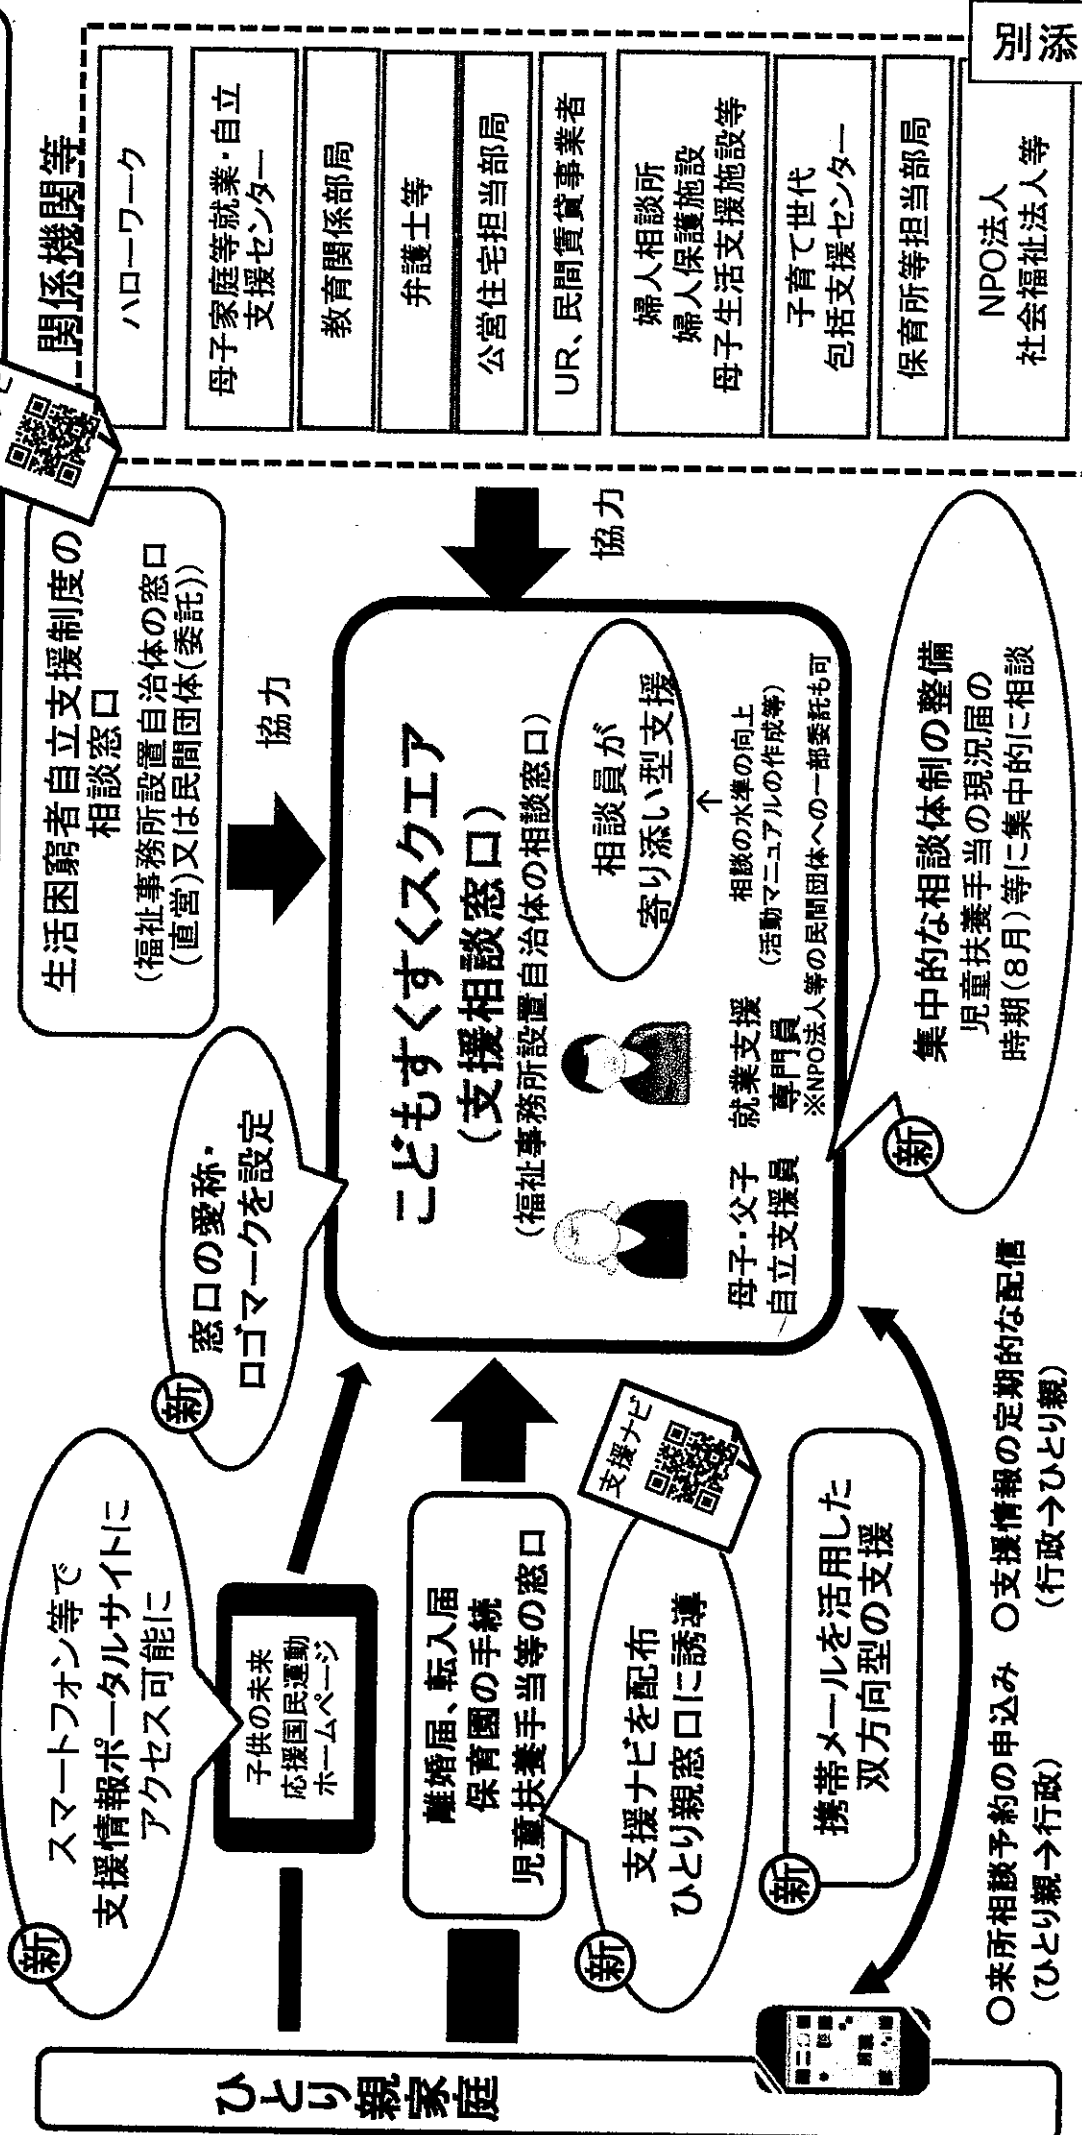 別添
ひとり親家庭
新
スマートフォン等で
支援情報ポータルサイトに
アクセス可能に
子供の未来
応援国民運動
ホームページ
離婚届、転入届
保育園の手続
児童扶養手当等の窓口
新
支援ナビを配布
ひとり親窓口に誘導
支援ナビ
新
携帯メールを活用した
双方向型の支援
○来所相談予約の申込み
(ひとり親→行政)
○支援情報の定期的な配信
(行政→ひとり親)
新
窓口の愛称・
ロゴマークを設定
生活困窮者自立支援制度の
相談窓口
(福祉事務所設置自治体の窓口
(直営)又は民間団体(委託))
協力
こどもすくすくスクエア
(支援相談窓口)
(福祉事務所設置自治体の相談窓口)
母子・父子
自立支援員
就業支援
専門員
相談員が
寄り添い型支援
↑
相談の水準の向上
(活動マニュアルの作成等)
※NPO法人等の民間団体への一部委託も可
新
集中的な相談体制の整備
児童扶養手当の現況届の
時期(8月)等に集中的に相談
協力
関係機関等
ハローワーク
母子家庭等就業・自立
支援センター
教育関係部局
弁護士等
公営住宅担当部局
UR、民間賃貸事業者
婦人相談所
婦人保護施設
母子生活支援施設等
子育て世代
包括支援センター
保育所等担当部局
NPO法人
社会福祉法人等